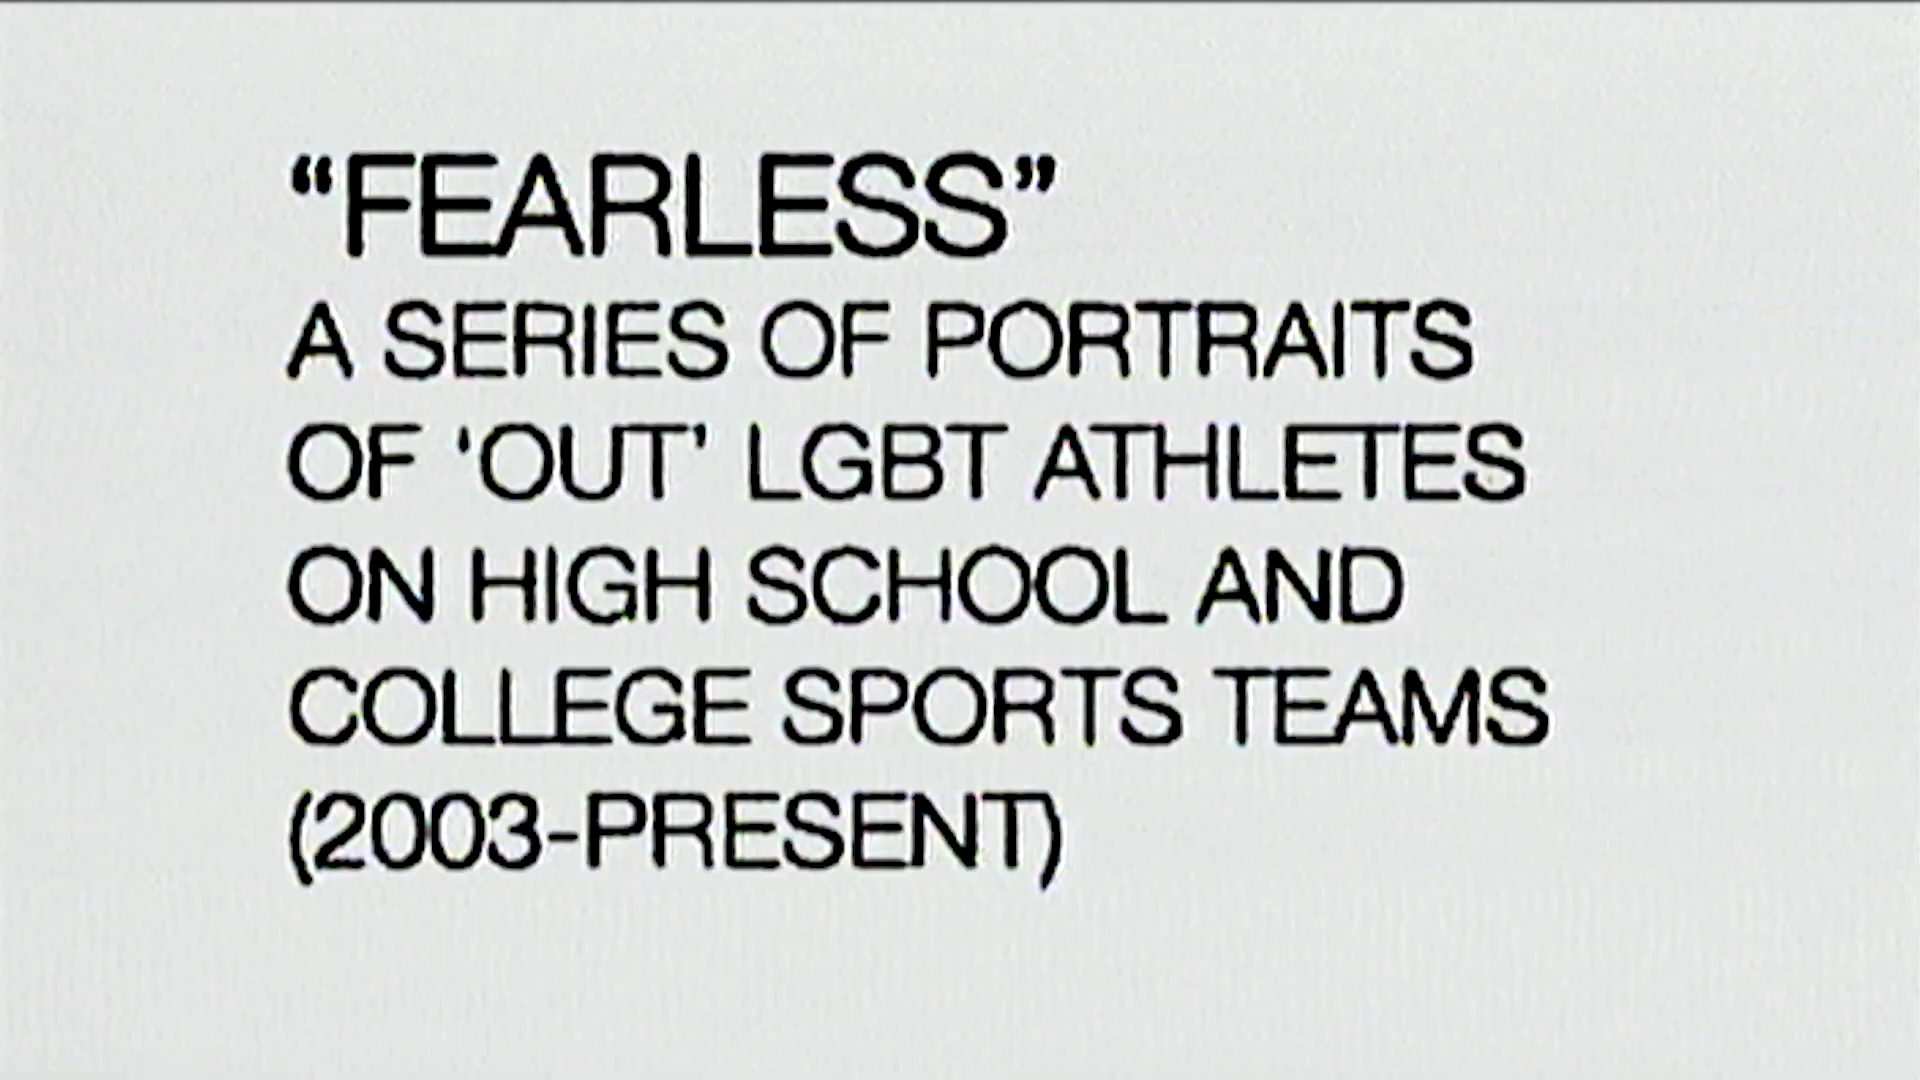 “FEARLESS”
A SERIES OF PORTRAITS
OF ‘OUT’ LGBT ATHLETES
ON HIGH SCHOOL AND
COLLEGE SPORTS TEAMS
(2003-PRESENT)